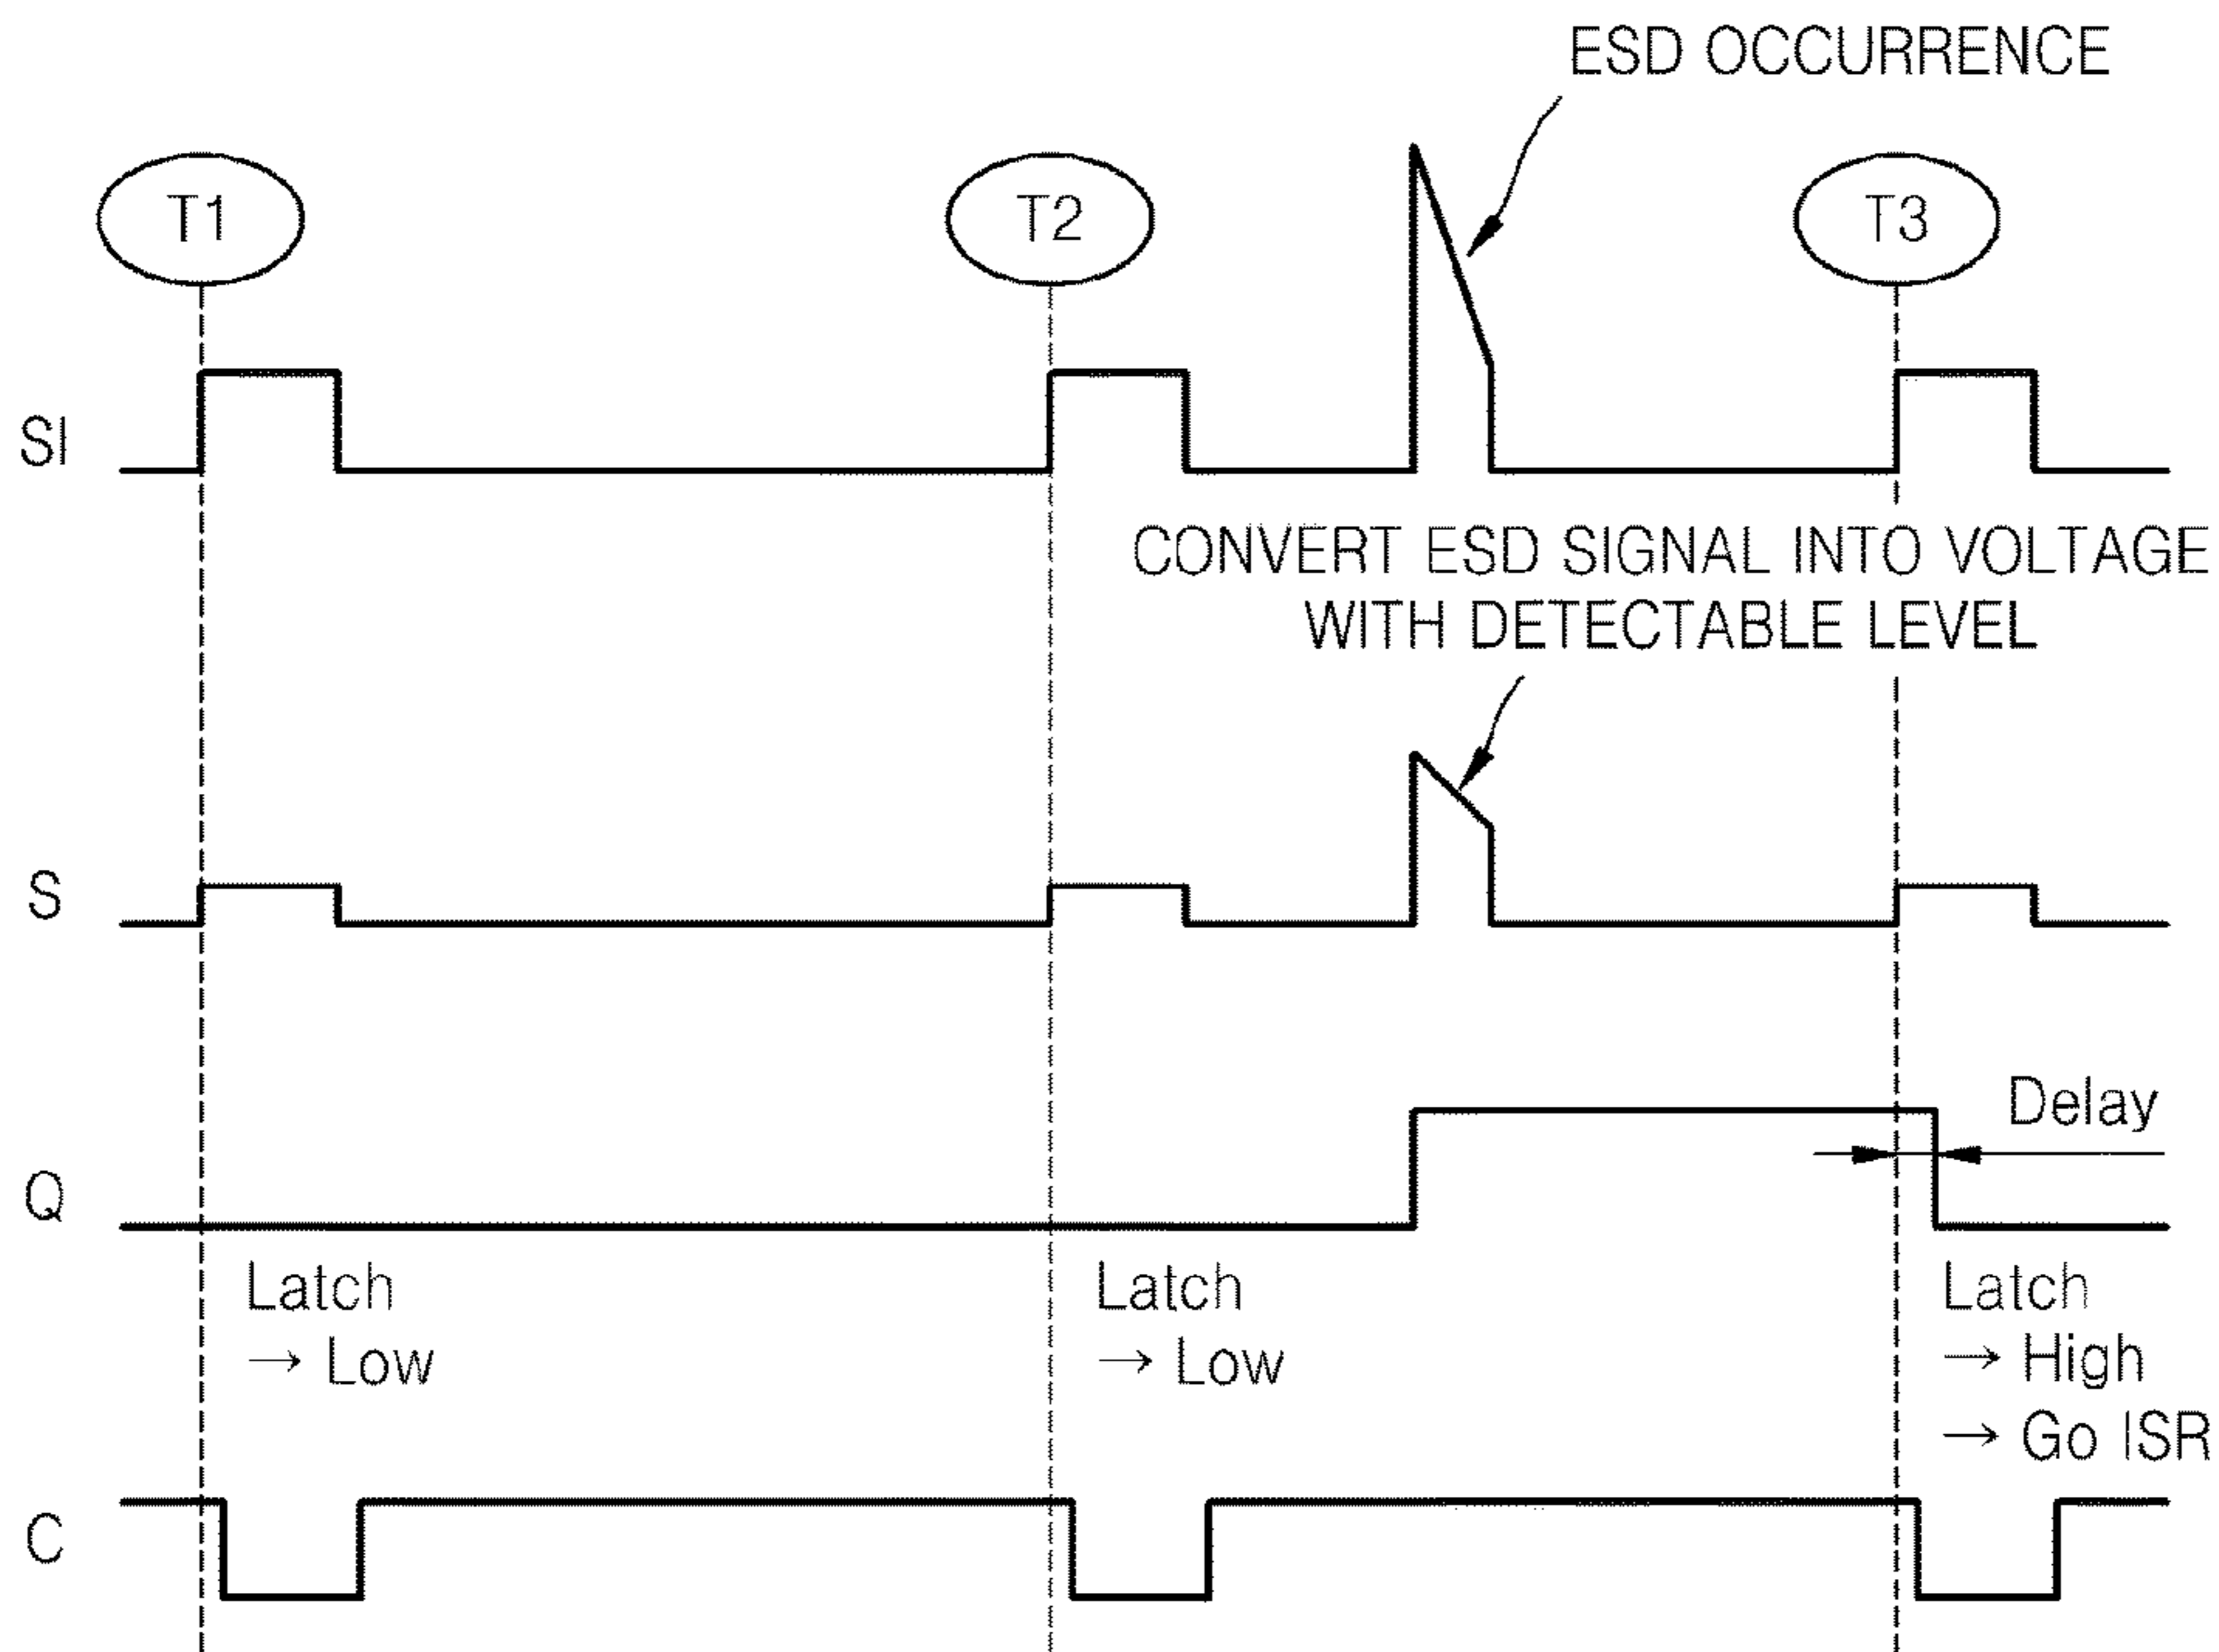 ESD OCCURRENCE
T1
T2
T3
SI
CONVERT ESD SIGNAL INTO VOLTAGE
WITH DETECTABLE LEVEL
S
Delay
Q
Latch
→ Low
Latch
→ Low
Latch
→ High
→ Go ISR
C